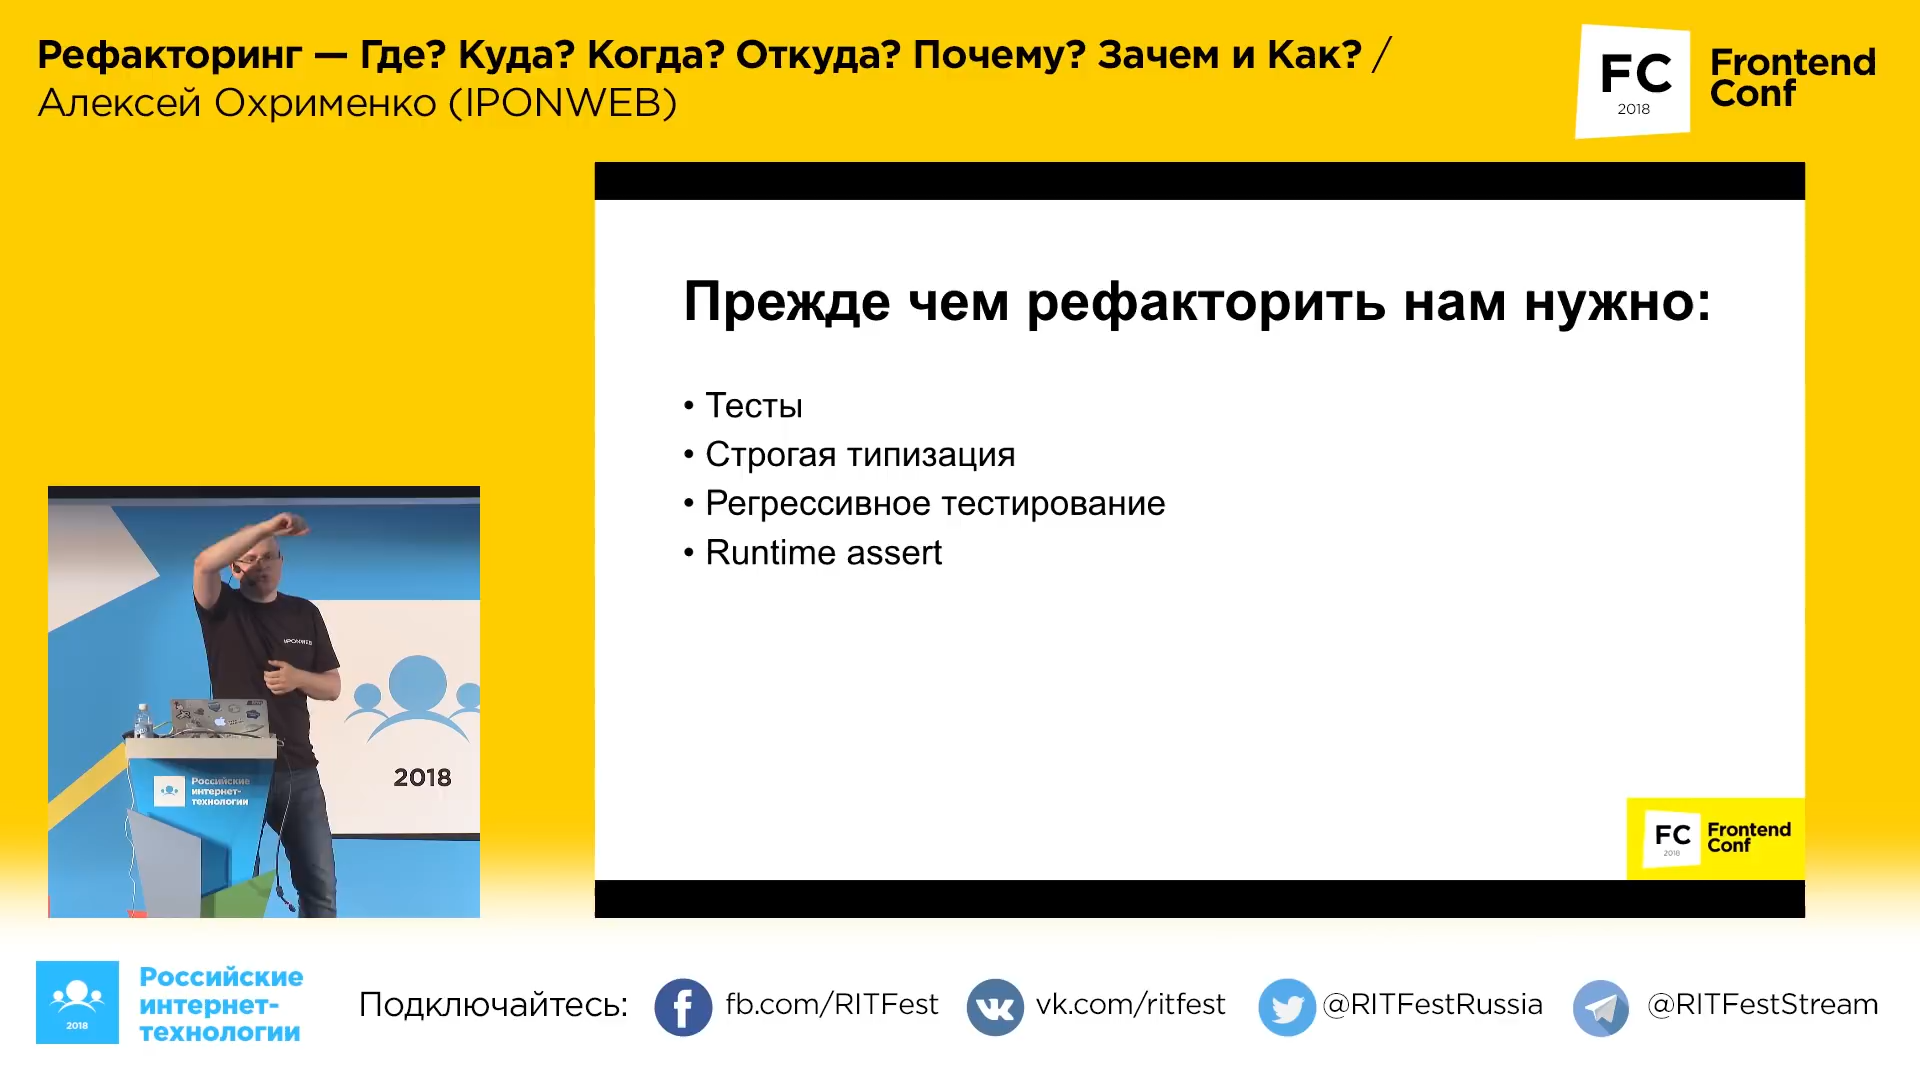 Рефакторинг — Где? Куда? Когда? Откуда? Почему? Зачем и Как? /
Алексей Охрименко (IPONWEB)
FC
2018
Frontend
Conf
Прежде чем рефакторить нам нужно:
• Тесты
• Строгая типизация
• Регрессивное тестирование
• Runtime assert
IPONWEB
2018
Российские
интернет-
технологии
FC
2018
Frontend
Conf
2018
Российские
интернет-
технологии
Подключайтесь:
fb.com/RITFest
vk.com/ritfest
@RITFestRussia
@RITFestStream